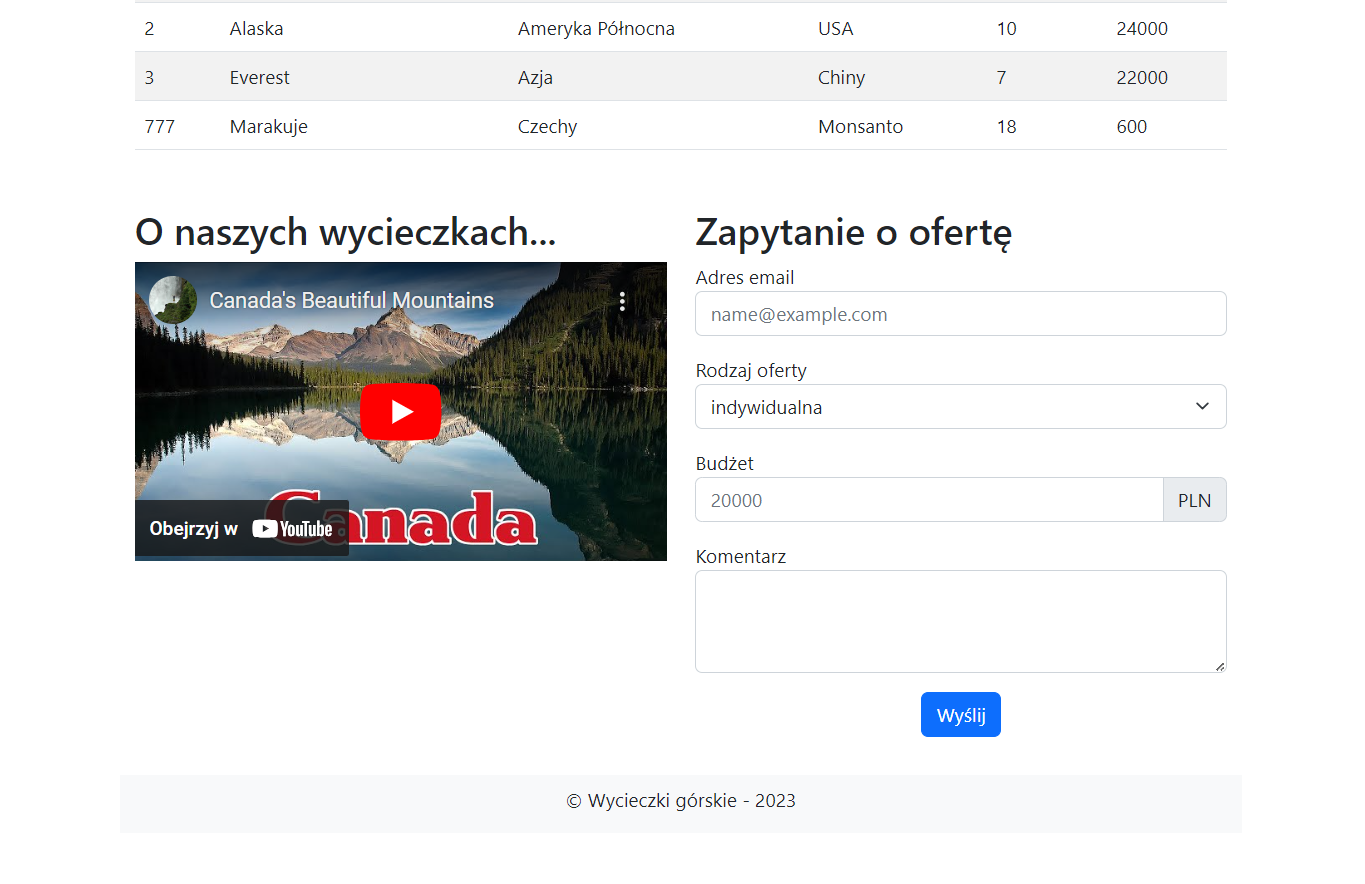 2 Alaska Ameryka Północna USA 10 24000
3 Everest Azja Chiny 7 22000
777 Marakuje Czechy Monsanto 18 600
O naszych wycieczkach...
Canada's Beautiful Mountains
Canada
Obejrzyj w YouTube
Zapytanie o ofertę
Adres email
name@example.com
Rodzaj oferty
indywidualna
Budżet
20000 PLN
Komentarz
Wyślij
© Wycieczki górskie - 2023